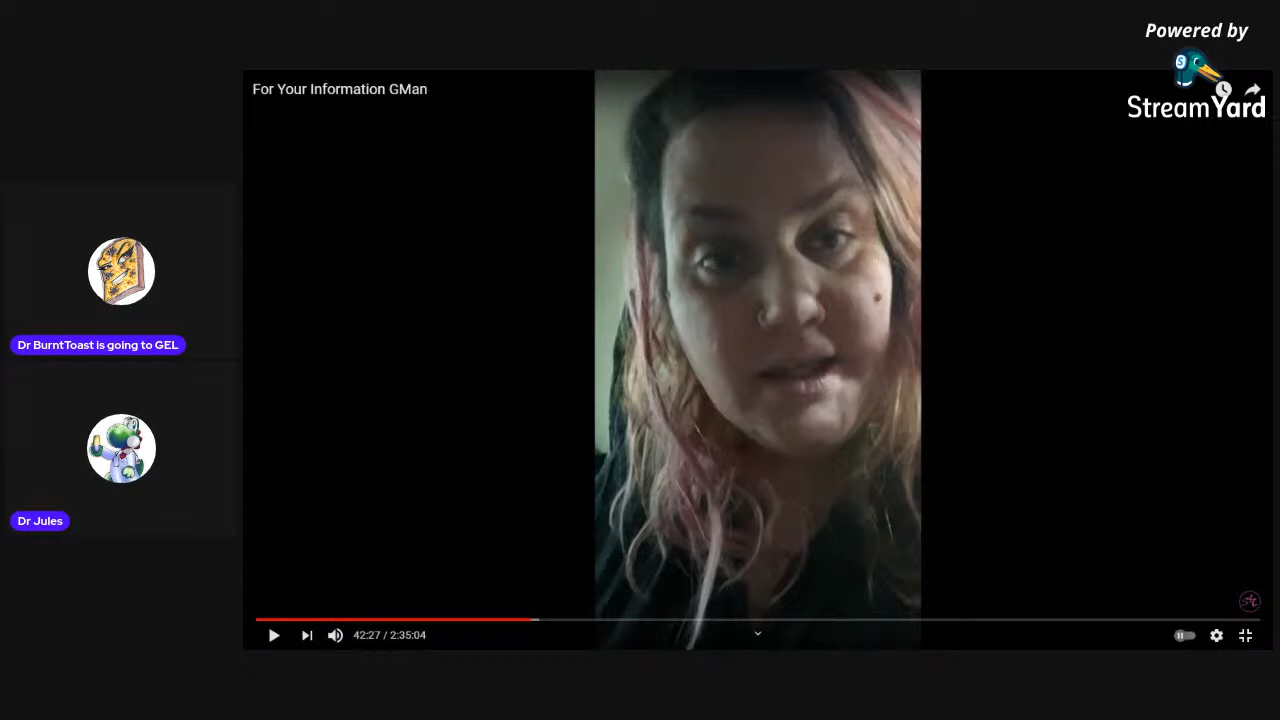 Powered by
StreamYard
For Your Information GMan
Dr BurntToast is going to GEL
Dr Jules
42:27 / 2:35:04